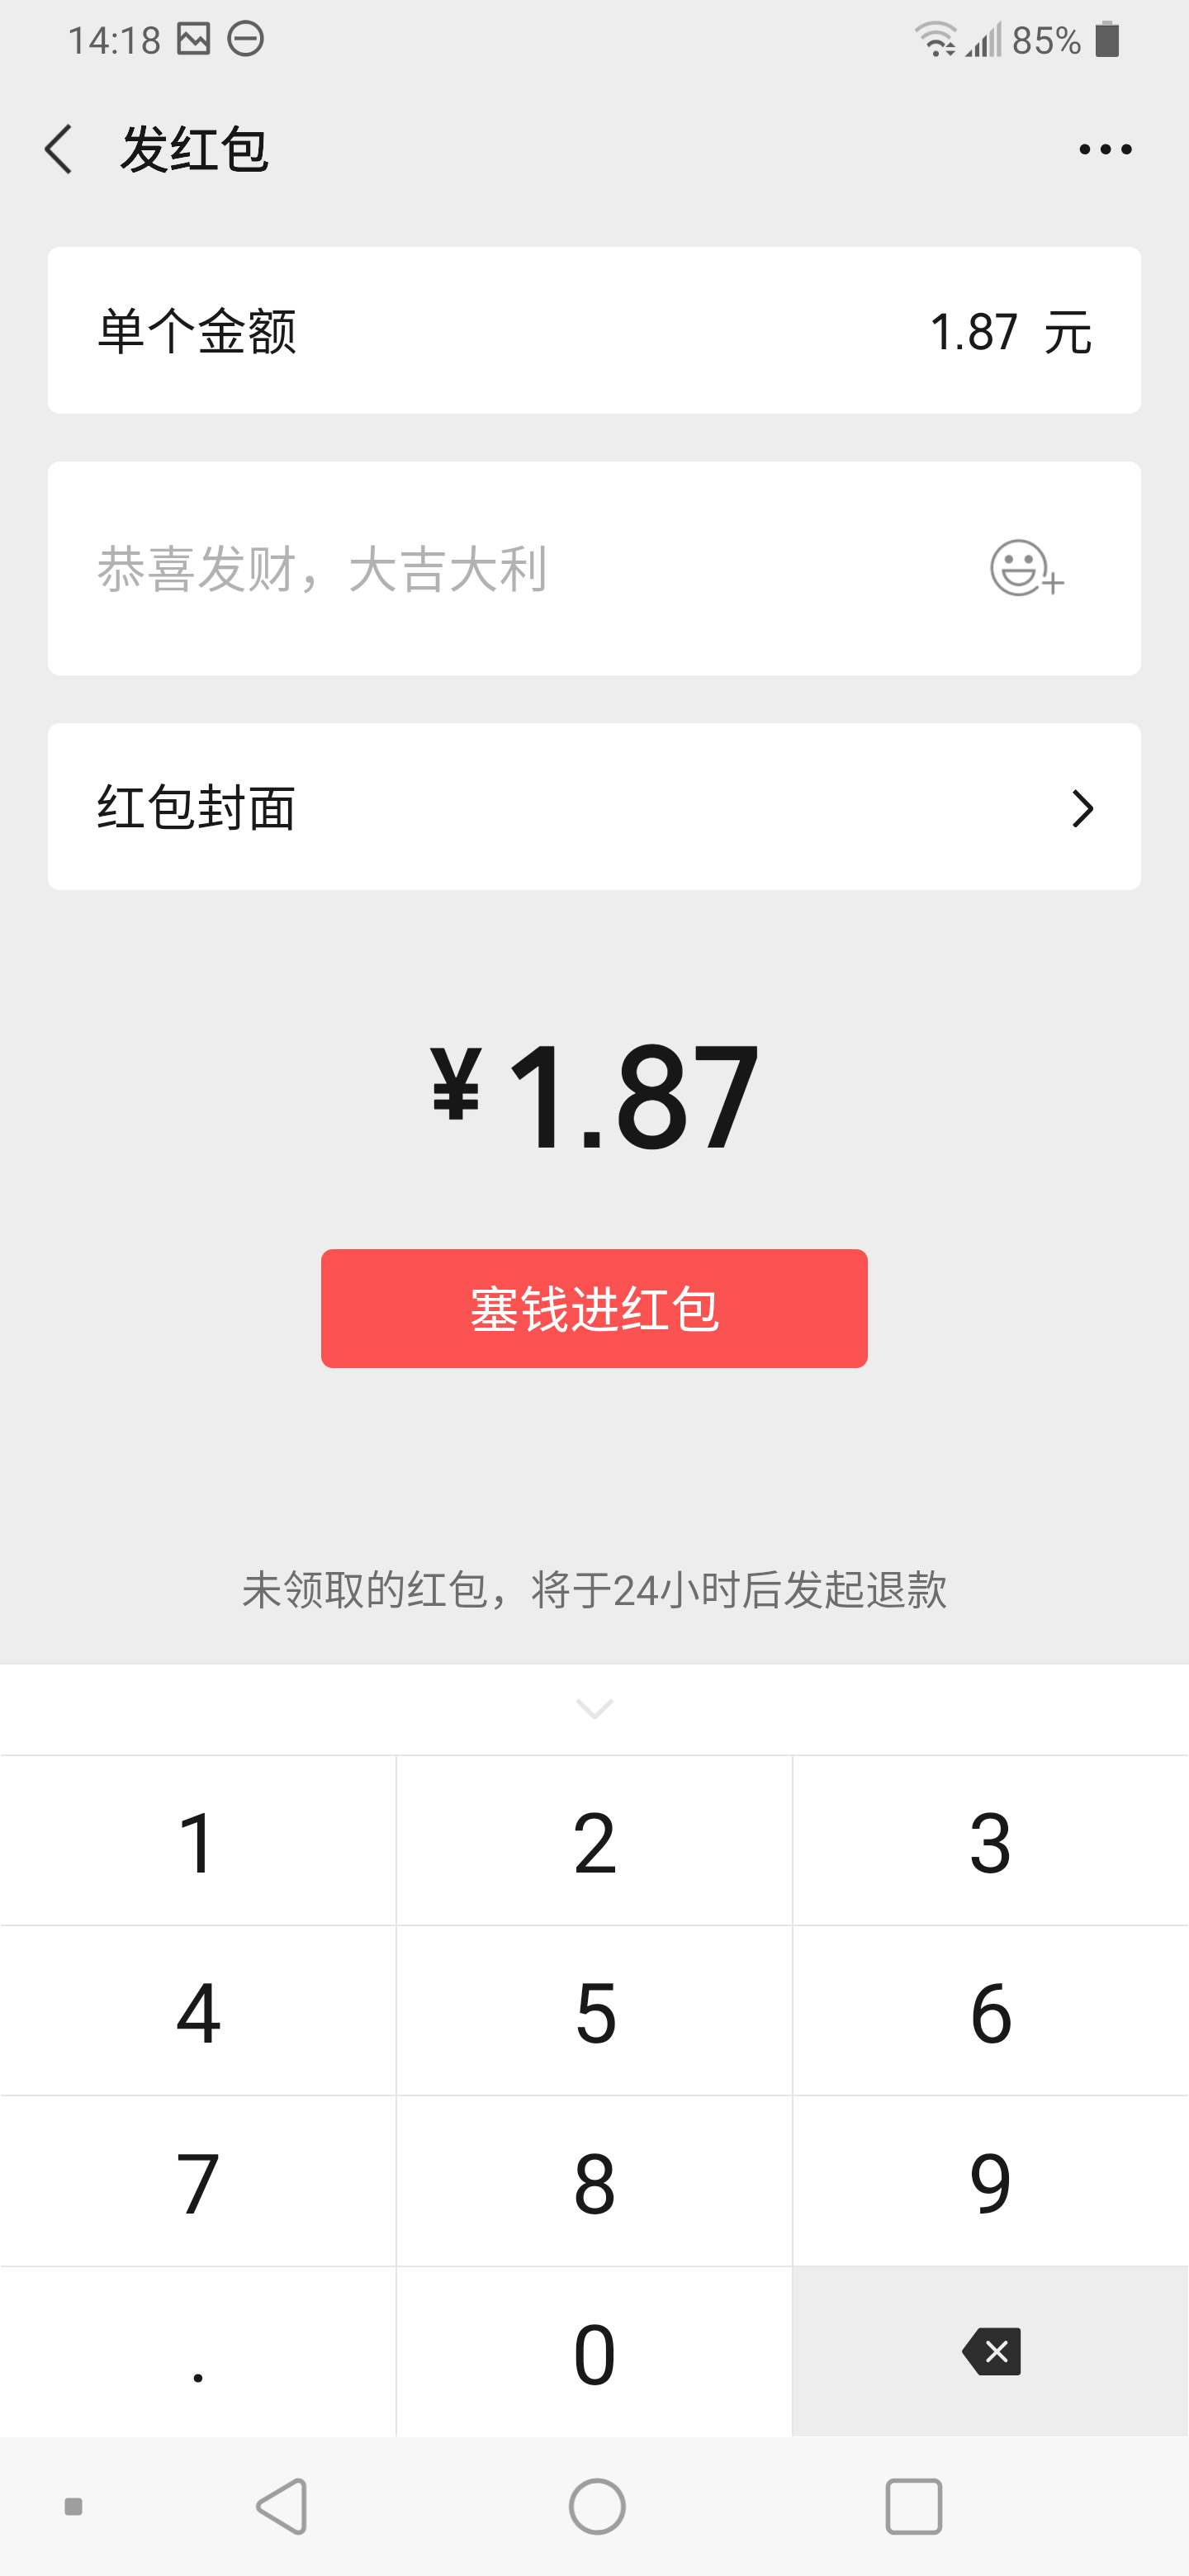 14:18 85%
发红包
单个金额 1.87 元
恭喜发财，大吉大利
红包封面
¥1.87
塞钱进红包
未领取的红包，将于24小时后发起退款
1 2 3
4 5 6
7 8 9
. 0